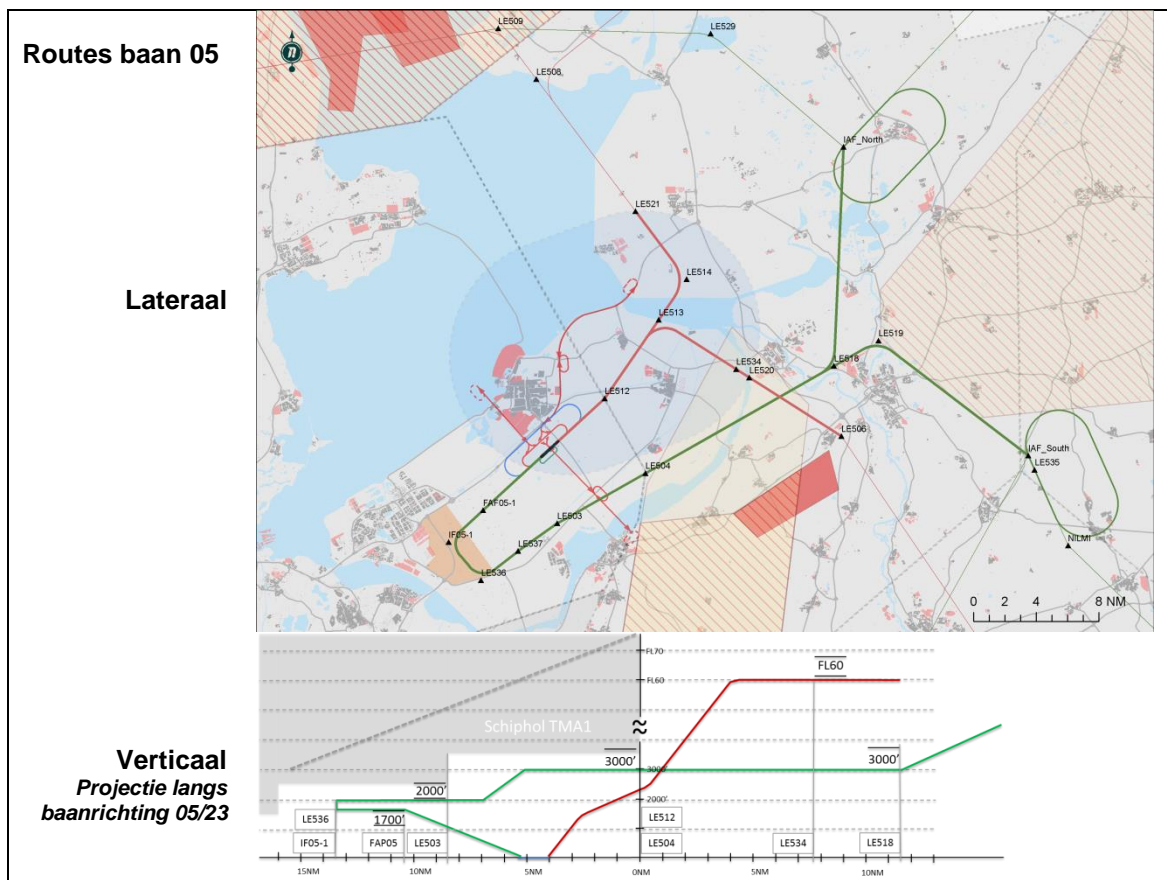 Routes baan 05
n
LE509
LE529
LE508
IAF_North
LE521
LE514
LE513
LE519
LE534
LE518
LE520
LE512
LE506
IAF_South
LE504
LE535
FAF05-1
LE503
IF05-1
LE537
NILMI
LE536
0 2 4 8 NM
Lateraal
FL70
FL60
FL60
Schiphol TMA1
≈
3000'
3000'
3000'
2000'
2000'
1700'
LE536
LE512
IF05-1
FAP05
LE503
LE504
LE534
LE518
15NM
10NM
5NM
0NM
5NM
10NM
Verticaal
Projectie langs
baanrichting 05/23